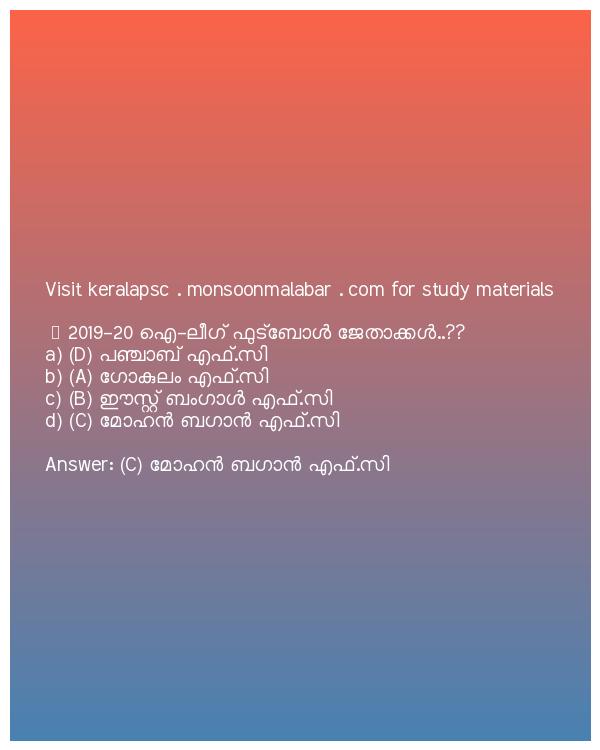 Visit keralapsc . monsoonmalabar . com for study materials
2019-20 ഐ-ലീഗ് ഫുട്ബോൾ ജേതാക്കൾ..??
a) (D) പഞ്ചാബ് എഫ്.സി
b) (A) ഗോകുലം എഫ്.സി
c) (B) ഈസ്റ്റ് ബംഗാൾ എഫ്.സി
d) (C) മോഹൻ ബഗാൻ എഫ്.സി
Answer: (C) മോഹൻ ബഗാൻ എഫ്.സി